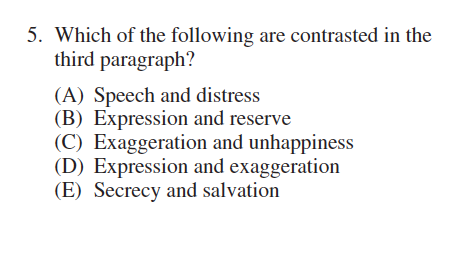 5. Which of the following are contrasted in the
third paragraph?
(A) Speech and distress
(B) Expression and reserve
(C) Exaggeration and unhappiness
(D) Expression and exaggeration
(E) Secrecy and salvation